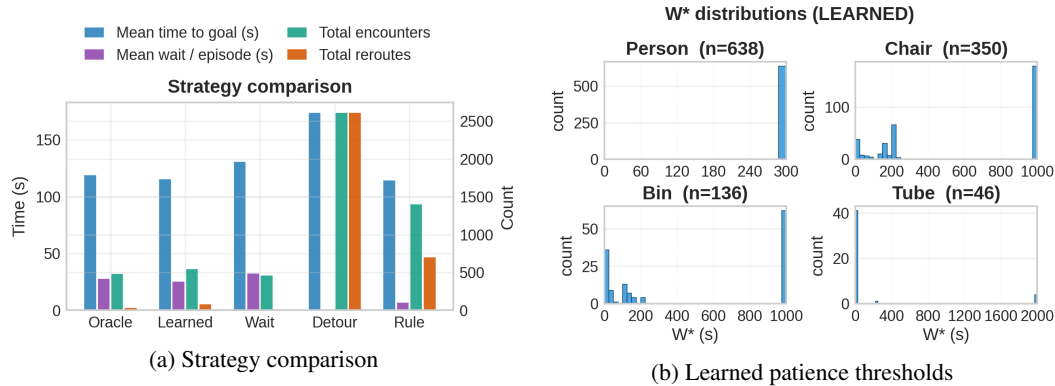 Mean time to goal (s)
Total encounters
Mean wait / episode (s)
Total reroutes
Strategy comparison
Time (s)
150
100
50
0
2500
2000
1500
1000
500
0
Count
Oracle
Learned
Wait
Detour
Rule
(a) Strategy comparison
W* distributions (LEARNED)
Person (n=638)
count
500
250
0
0 60 120 180 240 300
Chair (n=350)
count
100
0
0 200 400 600 800 1000
Bin (n=136)
count
50
25
0
0 200 400 600 800 1000
W* (s)
Tube (n=46)
count
40
20
0
0 400 800 1200 1600 2000
W* (s)
(b) Learned patience thresholds